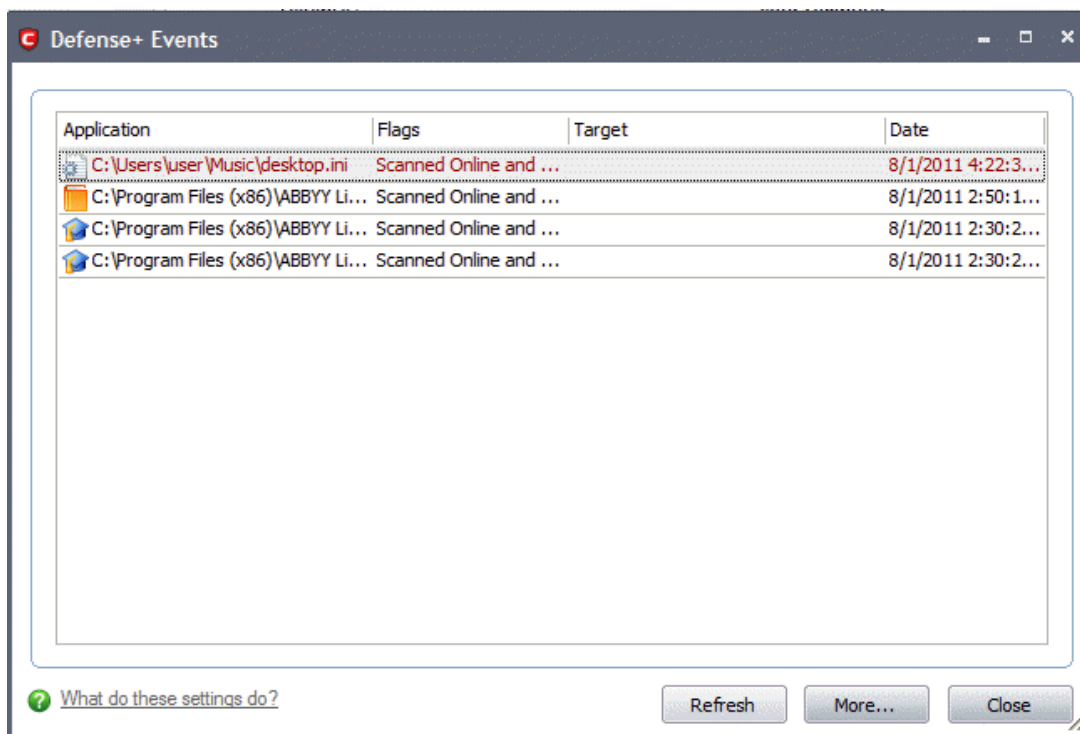 Defense+ Events
Application Flags Target Date
C:\Users\user\Music\desktop.ini Scanned Online and ... 8/1/2011 4:22:3...
C:\Program Files (x86)\ABBYY Li... Scanned Online and ... 8/1/2011 2:50:1...
C:\Program Files (x86)\ABBYY Li... Scanned Online and ... 8/1/2011 2:30:2...
C:\Program Files (x86)\ABBYY Li... Scanned Online and ... 8/1/2011 2:30:2...
What do these settings do? Refresh More... Close